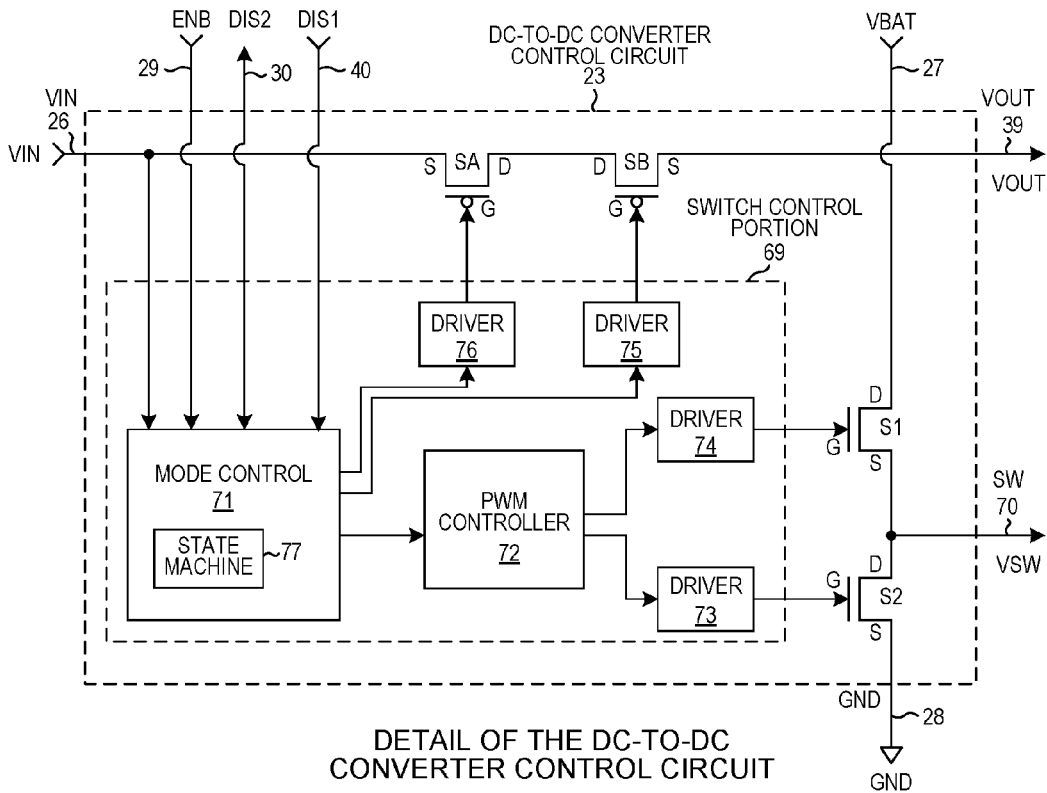 ENB
DIS2
DIS1
DC-TO-DC CONVERTER
CONTROL CIRCUIT
23
VBAT
29
30
40
27
VIN
26
VIN
VOUT
39
VOUT
S
SA
D
G
D
SB
S
G
SWITCH CONTROL
PORTION
69
DRIVER
76
DRIVER
75
MODE CONTROL
71
STATE
MACHINE
77
PWM
CONTROLLER
72
DRIVER
74
DRIVER
73
D
S1
G
S
SW
70
VSW
D
G
S2
S
GND
28
GND
DETAIL OF THE DC-TO-DC
CONVERTER CONTROL CIRCUIT